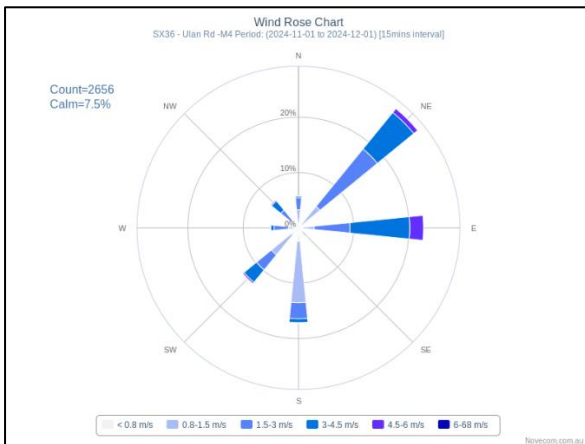 Wind Rose Chart
SX36 - Ulan Rd -M4 Period: (2024-11-01 to 2024-12-01) [15mins interval]
N
Count=2656
Calm=7.5%
NW
NE
20%
10%
W
0%
E
SW
SE
S
< 0.8 m/s 0.8-1.5 m/s 1.5-3 m/s 3-4.5 m/s 4.5-6 m/s 6-68 m/s
Novecom.com.au